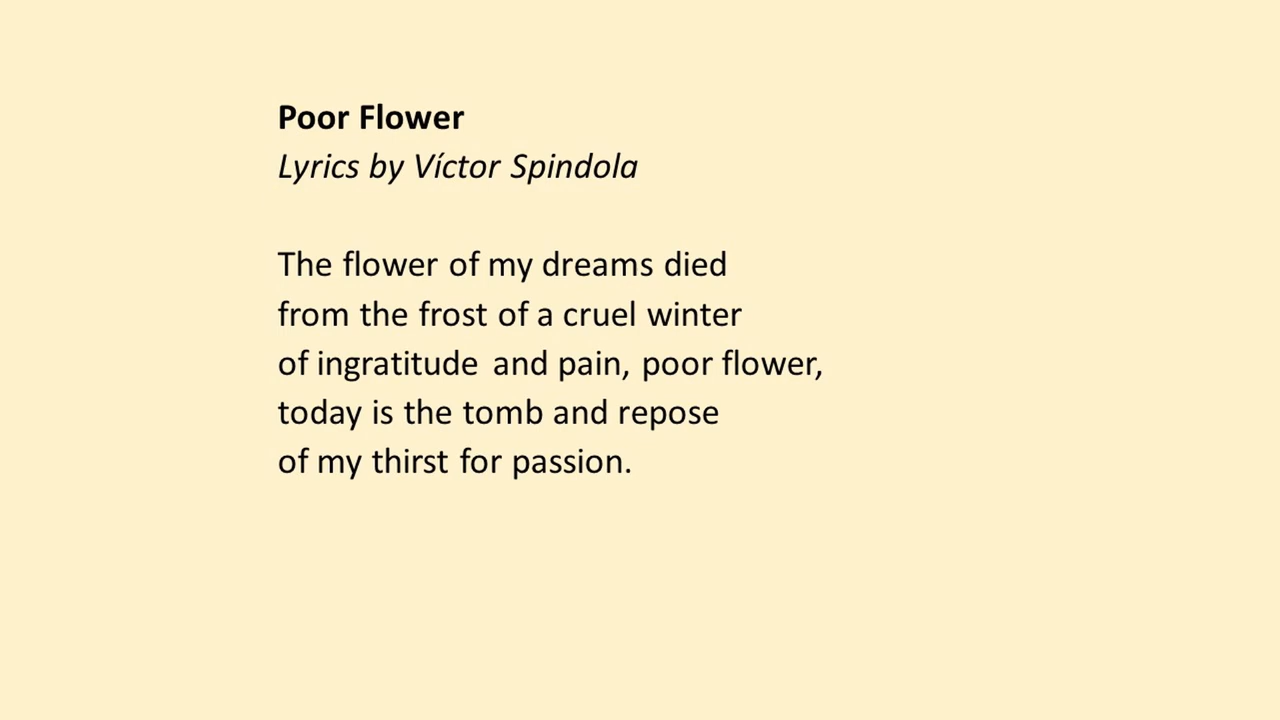 Poor Flower
Lyrics by Víctor Spindola
The flower of my dreams died
from the frost of a cruel winter
of ingratitude and pain, poor flower,
today is the tomb and repose
of my thirst for passion.